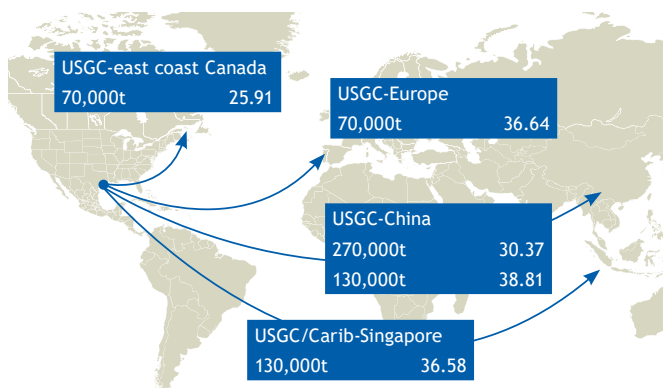 USGC-east coast Canada
70,000t 25.91
USGC-Europe
70,000t 36.64
USGC-China
270,000t 30.37
130,000t 38.81
USGC/Carib-Singapore
130,000t 36.58